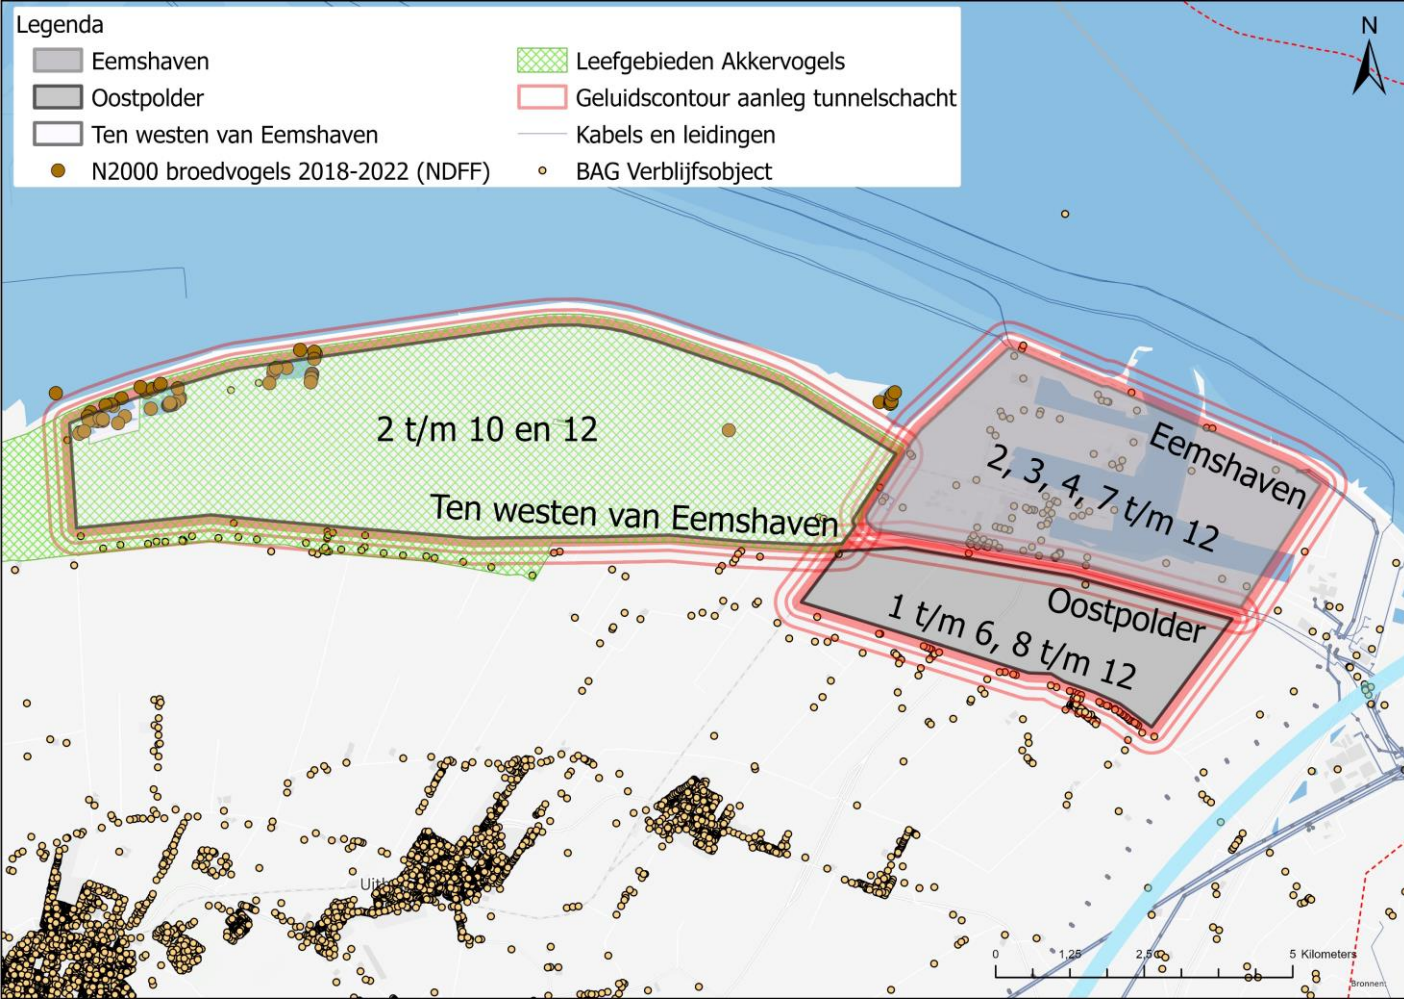 Legenda
Eemshaven
Oostpolder
Ten westen van Eemshaven
N2000 broedvogels 2018-2022 (NDFF)
Leefgebieden Akkervogels
Geluidscontour aanleg tunnelschacht
Kabels en leidingen
BAG Verblijfsobject
N
2 t/m 10 en 12
Ten westen van Eemshaven
Eemshaven
2, 3, 4, 7 t/m 12
Oostpolder
1 t/m 6, 8 t/m 12
0 1,25 2,50 5 Kilometers
Bronnen: